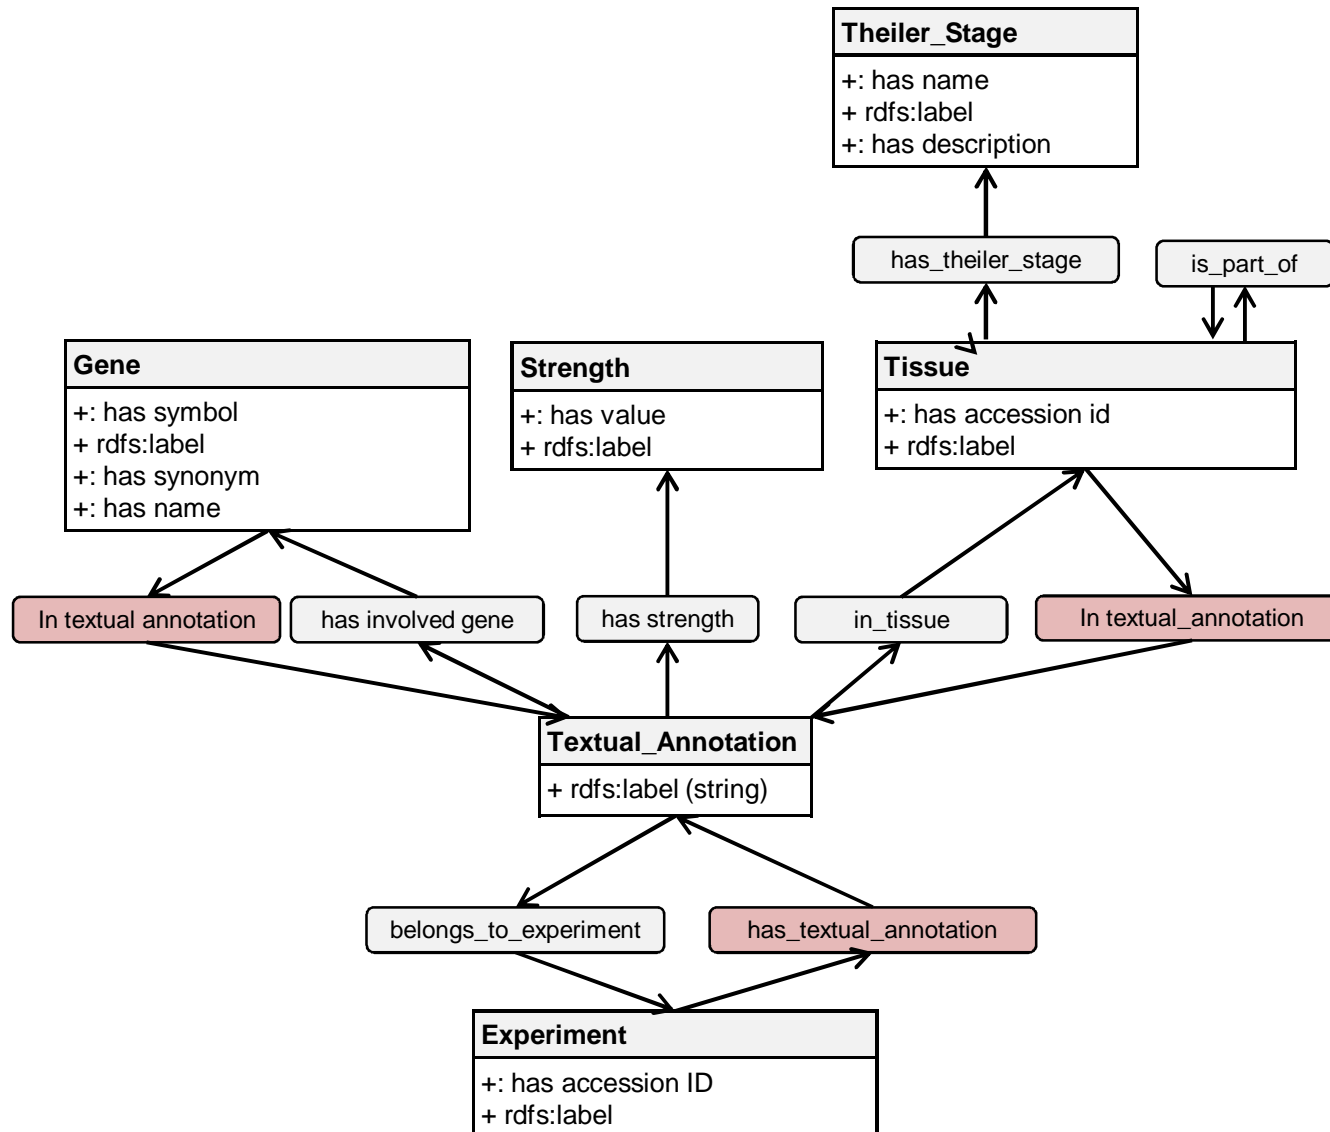 Theiler_Stage
+: has name
+ rdfs:label
+: has description
has_theiler_stage
is_part_of
Gene
+: has symbol
+ rdfs:label
+: has synonym
+: has name
Strength
+: has value
+ rdfs:label
Tissue
+: has accession id
+ rdfs:label
In textual annotation
has involved gene
has strength
in_tissue
In textual_annotation
Textual_Annotation
+ rdfs:label (string)
belongs_to_experiment
has_textual_annotation
Experiment
+: has accession ID
+ rdfs:label